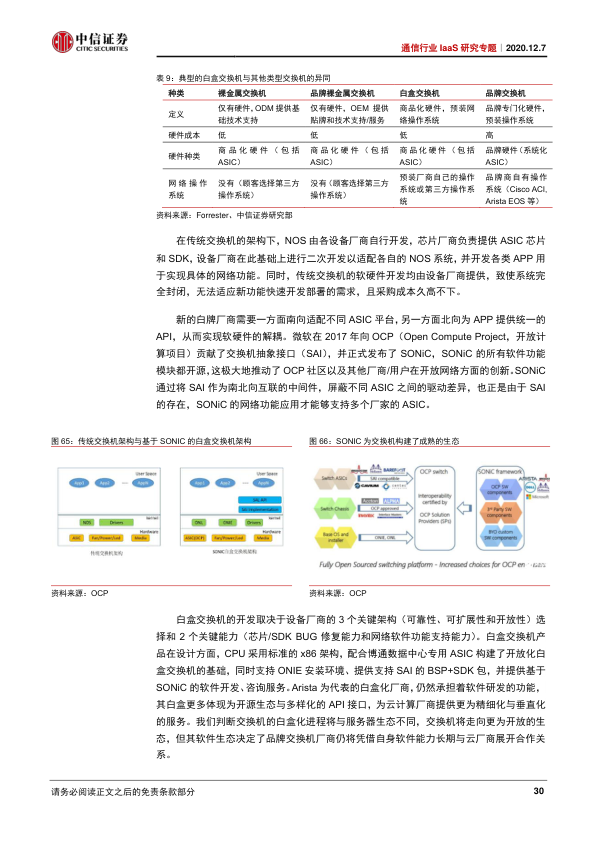 中信证券
CITIC SECURITIES
通信行业 IaaS 研究专题｜2020.12.7
表 9：典型的白盒交换机与其他类型交换机的异同
种类 裸金属交换机 品牌裸金属交换机 白盒交换机 品牌交换机
定义 仅有硬件，ODM 提供基础技术支持 仅有硬件，OEM 提供贴牌和技术支持/服务 商品化硬件，预装网络操作系统 品牌专门化硬件，预装操作系统
硬件成本 低 低 低 高
硬件种类 商品化硬件（包括 ASIC） 商品化硬件（包括 ASIC） 商品化硬件（包括 ASIC） 品牌硬件（系统化 ASIC）
网络操作系统 没有（顾客选择第三方操作系统） 没有（顾客选择第三方操作系统） 预装厂商自己的操作系统或第三方操作系统 品牌商自有操作系统（Cisco ACI, Arista EOS 等）
资料来源：Forrester、中信证券研究部
在传统交换机的架构下，NOS 由各设备厂商自行开发，芯片厂商负责提供 ASIC 芯片
和 SDK，设备厂商在此基础上进行二次开发以适配各自的 NOS 系统，并开发各类 APP 用
于实现具体的网络功能。同时，传统交换机的软硬件开发均由设备厂商提供，致使系统完
全封闭，无法适应新功能快速开发部署的需求，且采购成本久高不下。
新的白牌厂商需要一方面南向适配不同 ASIC 平台，另一方面北向为 APP 提供统一的
API，从而实现软硬件的解耦。微软在 2017 年向 OCP（Open Compute Project，开放计
算项目）贡献了交换机抽象接口（SAI），并正式发布了 SONiC，SONiC 的所有软件功能
模块都开源，这极大地推动了 OCP 社区以及其他厂商/用户在开放网络方面的创新。SONiC
通过将 SAI 作为南北向互联的中间件，屏蔽不同 ASIC 之间的驱动差异，也正是由于 SAI
的存在，SONiC 的网络功能应用才能够支持多个厂家的 ASIC。
图 65：传统交换机架构与基于 SONIC 的白盒交换机架构
User Space
App1 App2 ... AppN
Kernel
NOS Drivers
Hardware
ASIC Fan/Power/Led Media
传统交换机架构
User Space
App1 App2 ... AppN
SAI API
SAI Implementation
Kernel
ONL ONIE Drivers
Hardware
ASIC(OCP) Fan/Power/Led Media
SONIC白盒交换机架构
资料来源：OCP
图 66：SONIC 为交换机构建了成熟的生态
Switch ASICs
SAI compatible
CAVIUM
Switch Chassis
OCP approved
Base OS and installer
ONIE, ONL
OCP switch
Interoperability certified by OCP Solution Providers (SPs)
SONiC framework
OCP SW components
3rd Party SW components
BYO custom SW components
ARISTA
DELL
Microsoft
Fully Open Sourced switching platform - Increased choices for OCP en
资料来源：OCP
白盒交换机的开发取决于设备厂商的 3 个关键架构（可靠性、可扩展性和开放性）选
择和 2 个关键能力（芯片/SDK BUG 修复能力和网络软件功能支持能力）。白盒交换机产
品在设计方面，CPU 采用标准的 x86 架构，配合博通数据中心专用 ASIC 构建了开放化白
盒交换机的基础，同时支持 ONIE 安装环境、提供支持 SAI 的 BSP+SDK 包，并提供基于
SONiC 的软件开发、咨询服务。Arista 为代表的白盒化厂商，仍然承担着软件研发的功能，
其白盒更多体现为开源生态与多样化的 API 接口，为云计算厂商提供更为精细化与垂直化
的服务。我们判断交换机的白盒化进程将与服务器生态不同，交换机将走向更为开放的生
态，但其软件生态决定了品牌交换机厂商仍将凭借自身软件能力长期与云厂商展开合作关
系。
请务必阅读正文之后的免责条款部分
30